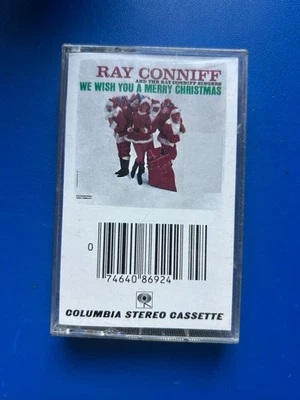 RAY CONNIFF
AND THE RAY CONNIFF SINGERS
WE WISH YOU A MERRY CHRISTMAS
0
74640 86924
COLUMBIA STEREO CASSETTE